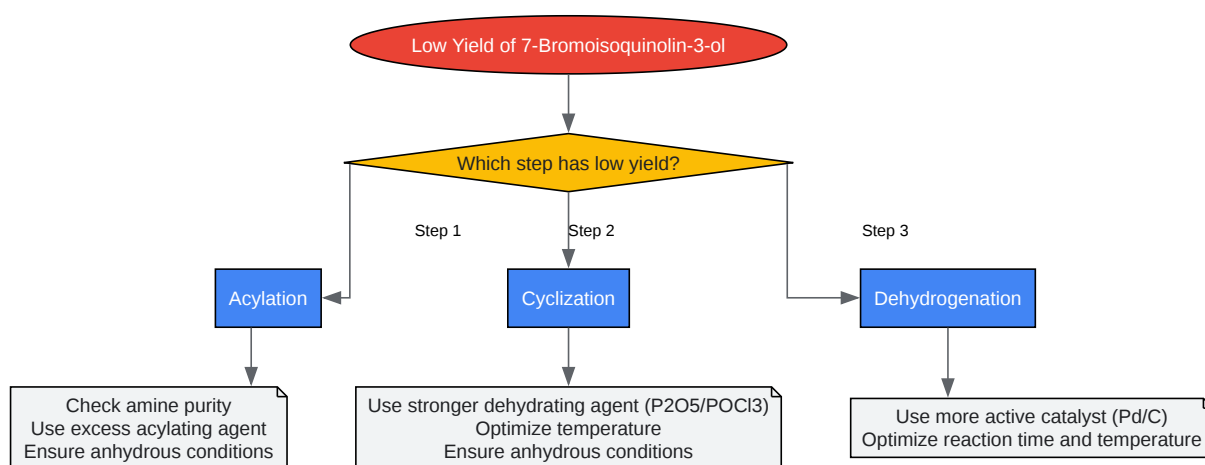 Low Yield of 7-Bromoisoquinolin-3-ol
Which step has low yield?
Step 1
Step 2
Step 3
Acylation
Cyclization
Dehydrogenation
Check amine purity
Use excess acylating agent
Ensure anhydrous conditions
Use stronger dehydrating agent (P2O5/POCl3)
Optimize temperature
Ensure anhydrous conditions
Use more active catalyst (Pd/C)
Optimize reaction time and temperature